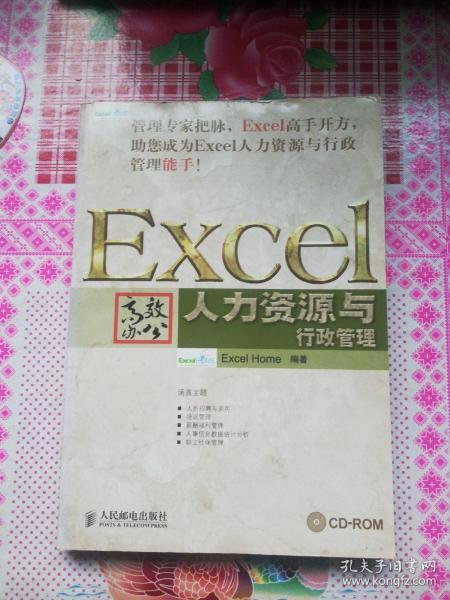 Excel Home
管理专家把脉，Excel高手开方，
助您成为Excel人力资源与行政
管理能手！
Excel
高效
办公
人力资源与
行政管理
Excel Home 编著
涵盖主题
■ 人员招聘与录用
■ 培训管理
■ 薪酬福利管理
■ 人事信息数据统计分析
■ 职工社保管理
人民邮电出版社
POSTS & TELECOM PRESS
CD-ROM
孔夫子旧书网
www.kongfz.com